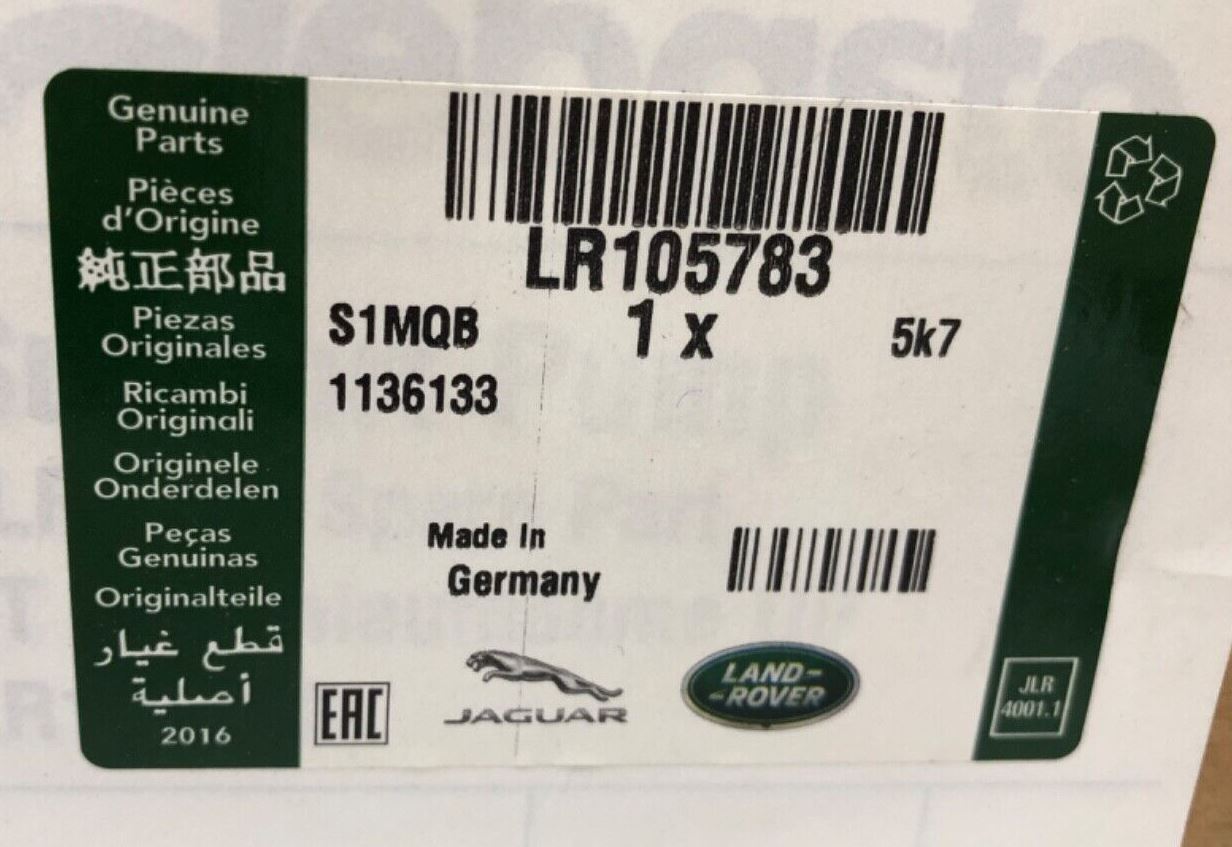 Genuine
Parts
Pièces
d'Origine
純正部品
Piezas
Originales
Ricambi
Originali
Originele
Onderdelen
Peças
Genuinas
Originalteile
قطع غيار
أصلية
2016
LR105783
S1MQB 1 x 5k7
1136133
Made In
Germany
EAC
JAGUAR
LAND-
-ROVER
JLR
4001.1